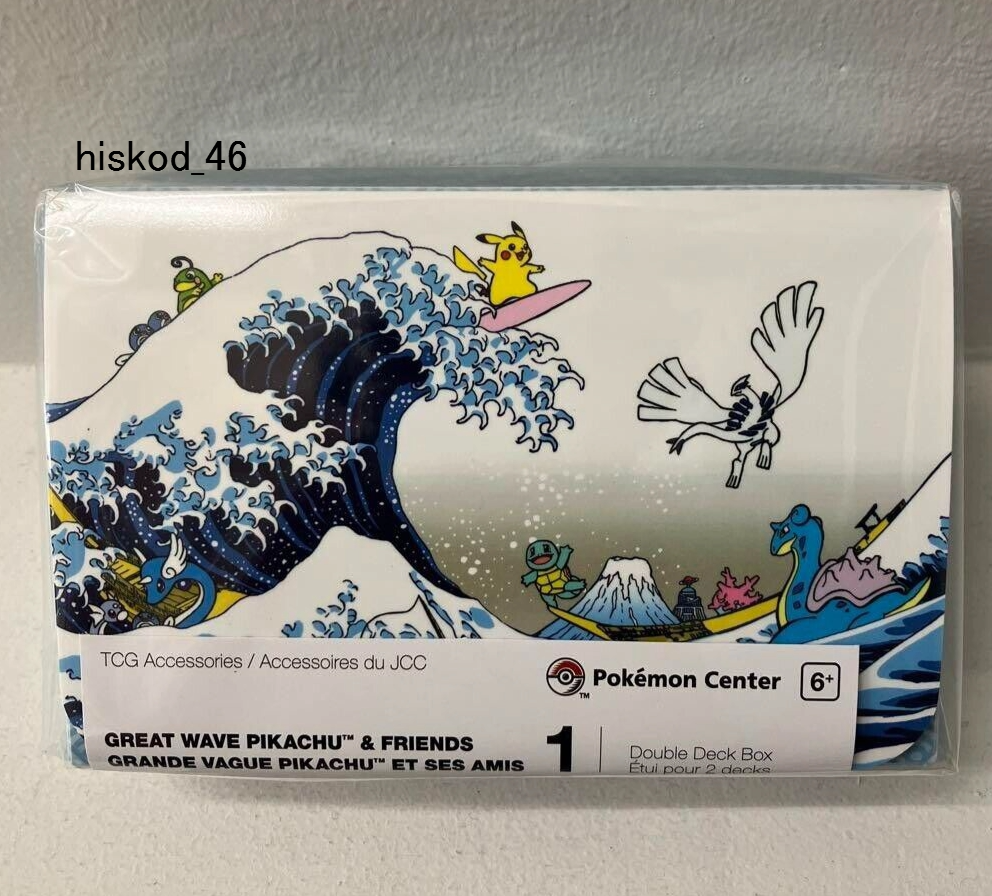 hiskod_46
TCG Accessories / Accessoires du JCC
Pokémon Center 6+
TM
GREAT WAVE PIKACHU™ & FRIENDS
GRANDE VAGUE PIKACHU™ ET SES AMIS
1
Double Deck Box
Étui pour 2 decks